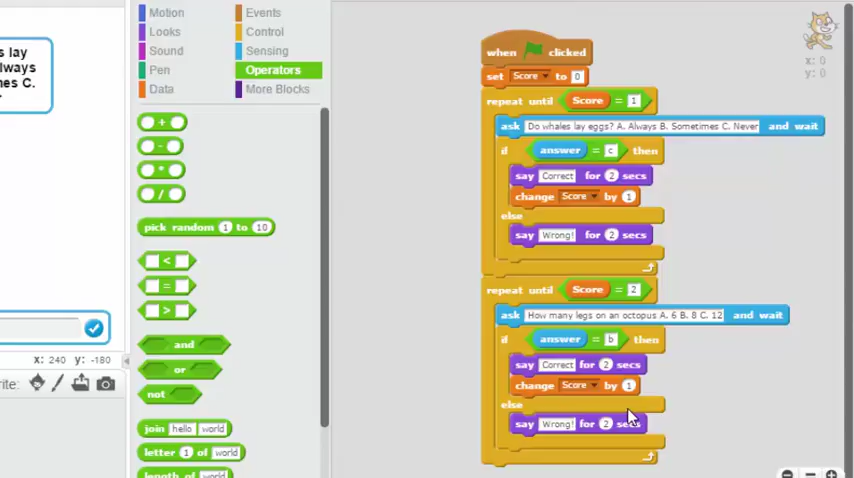 s lay
lways
nes C.
Motion
Events
Looks
Control
Sound
Sensing
Pen
Operators
Data
More Blocks
+
-
*
/
pick random 1 to 10
<
=
>
and
or
not
join hello world
letter 1 of world
length of world
x: 240 y: -180
rite:
when clicked
set Score to 0
repeat until Score = 1
ask Do whales lay eggs? A. Always B. Sometimes C. Never and wait
if answer = c then
say Correct for 2 secs
change Score by 1
else
say Wrong! for 2 secs
repeat until Score = 2
ask How many legs on an octopus A. 6 B. 8 C. 12 and wait
if answer = b then
say Correct for 2 secs
change Score by 1
else
say Wrong! for 2 secs
x: 0
y: 0